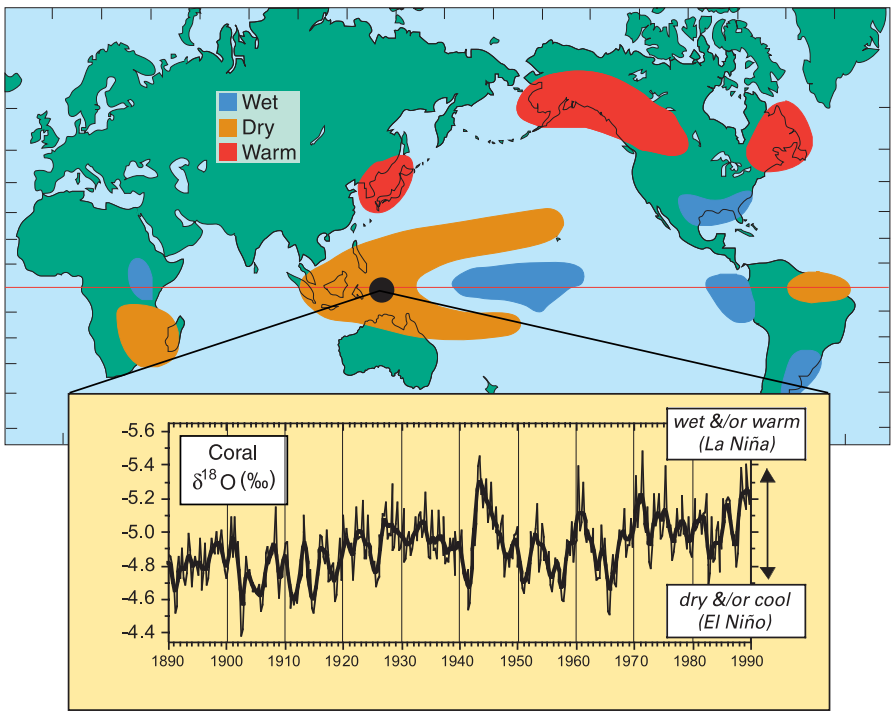 Wet
Dry
Warm
-5.6
-5.4
-5.2
-5.0
-4.8
-4.6
-4.4
Coral
δ¹⁸O (‰)
wet &/or warm
(La Niña)
dry &/or cool
(El Niño)
1890 1900 1910 1920 1930 1940 1950 1960 1970 1980 1990